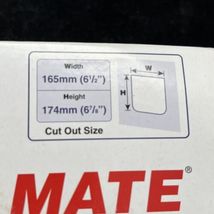 Width
165mm (6½")
Height
174mm (6⅞")
W
H
Cut Out Size
MATE®